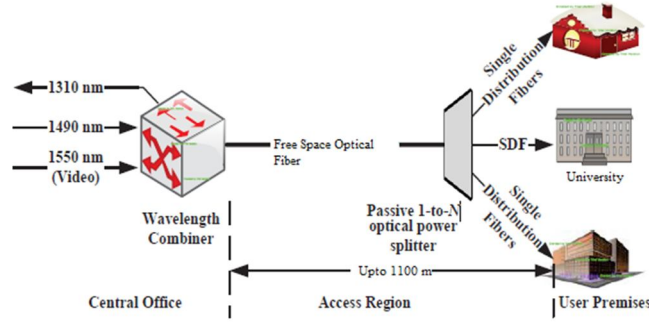 1310 nm
1490 nm
1550 nm
(Video)
Wavelength
Combiner
Free Space Optical
Fiber
Passive 1-to-N
optical power
splitter
Single
Distribution
Fibers
SDF
University
Single
Distribution
Fibers
Upto 1100 m
Central Office
Access Region
User Premises